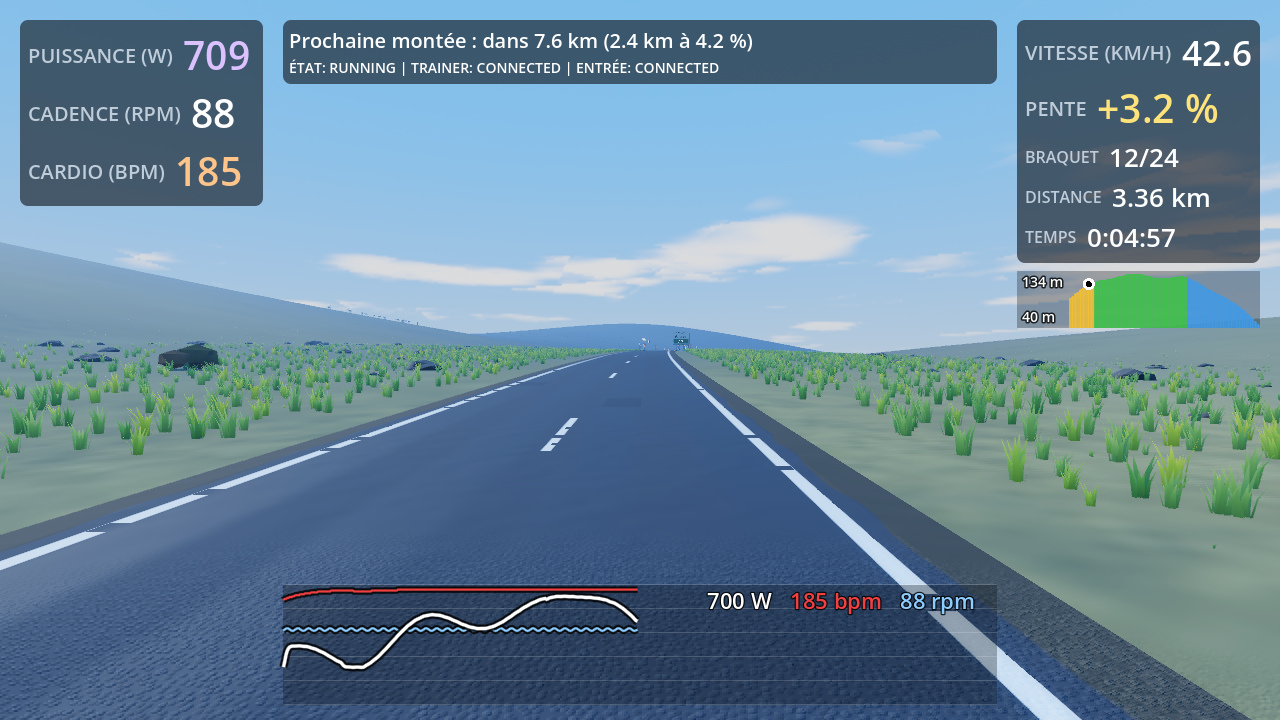 PUISSANCE (W) 709
CADENCE (RPM) 88
CARDIO (BPM) 185
Prochaine montée : dans 7.6 km (2.4 km à 4.2 %)
ÉTAT: RUNNING | TRAINER: CONNECTED | ENTRÉE: CONNECTED
VITESSE (KM/H) 42.6
PENTE +3.2 %
BRAQUET 12/24
DISTANCE 3.36 km
TEMPS 0:04:57
134 m
40 m
700 W 185 bpm 88 rpm